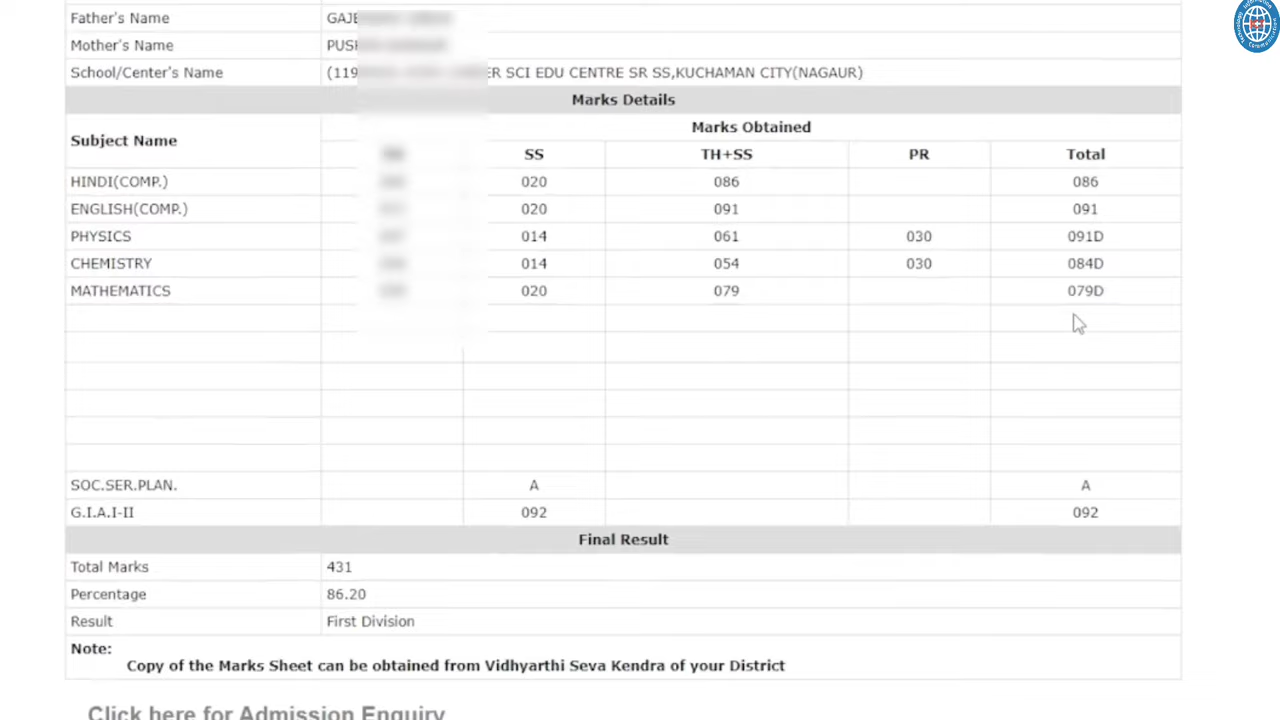 Father's Name
Mother's Name
School/Center's Name SCI EDU CENTRE SR SS,KUCHAMAN CITY(NAGAUR)
Marks Details
Subject Name Marks Obtained
SS TH+SS PR Total
HINDI(COMP.) 020 086 086
ENGLISH(COMP.) 020 091 091
PHYSICS 014 061 030 091D
CHEMISTRY 014 054 030 084D
MATHEMATICS 020 079 079D
SOC.SER.PLAN. A A
G.I.A.I-II 092 092
Final Result
Total Marks 431
Percentage 86.20
Result First Division
Note:
Copy of the Marks Sheet can be obtained from Vidhyarthi Seva Kendra of your District
Click here for Admission Enquiry